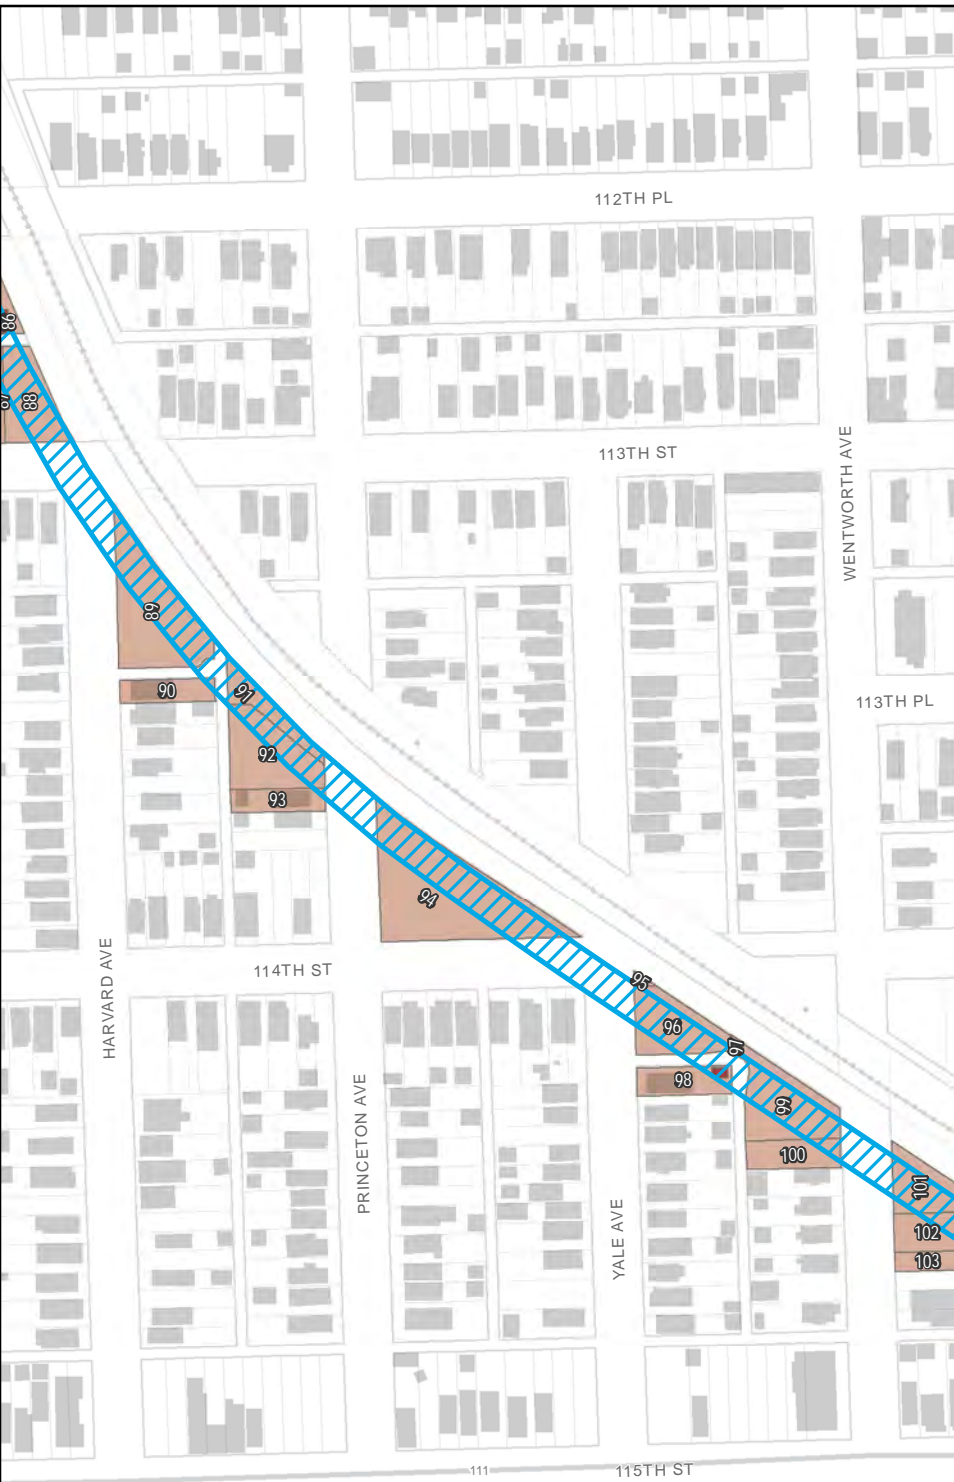 112TH PL
86
87
88
113TH ST
WENTWORTH AVE
89
90
91
113TH PL
92
93
94
114TH ST
HARVARD AVE
95
96
97
98
99
100
PRINCETON AVE
YALE AVE
101
102
103
111
115TH ST